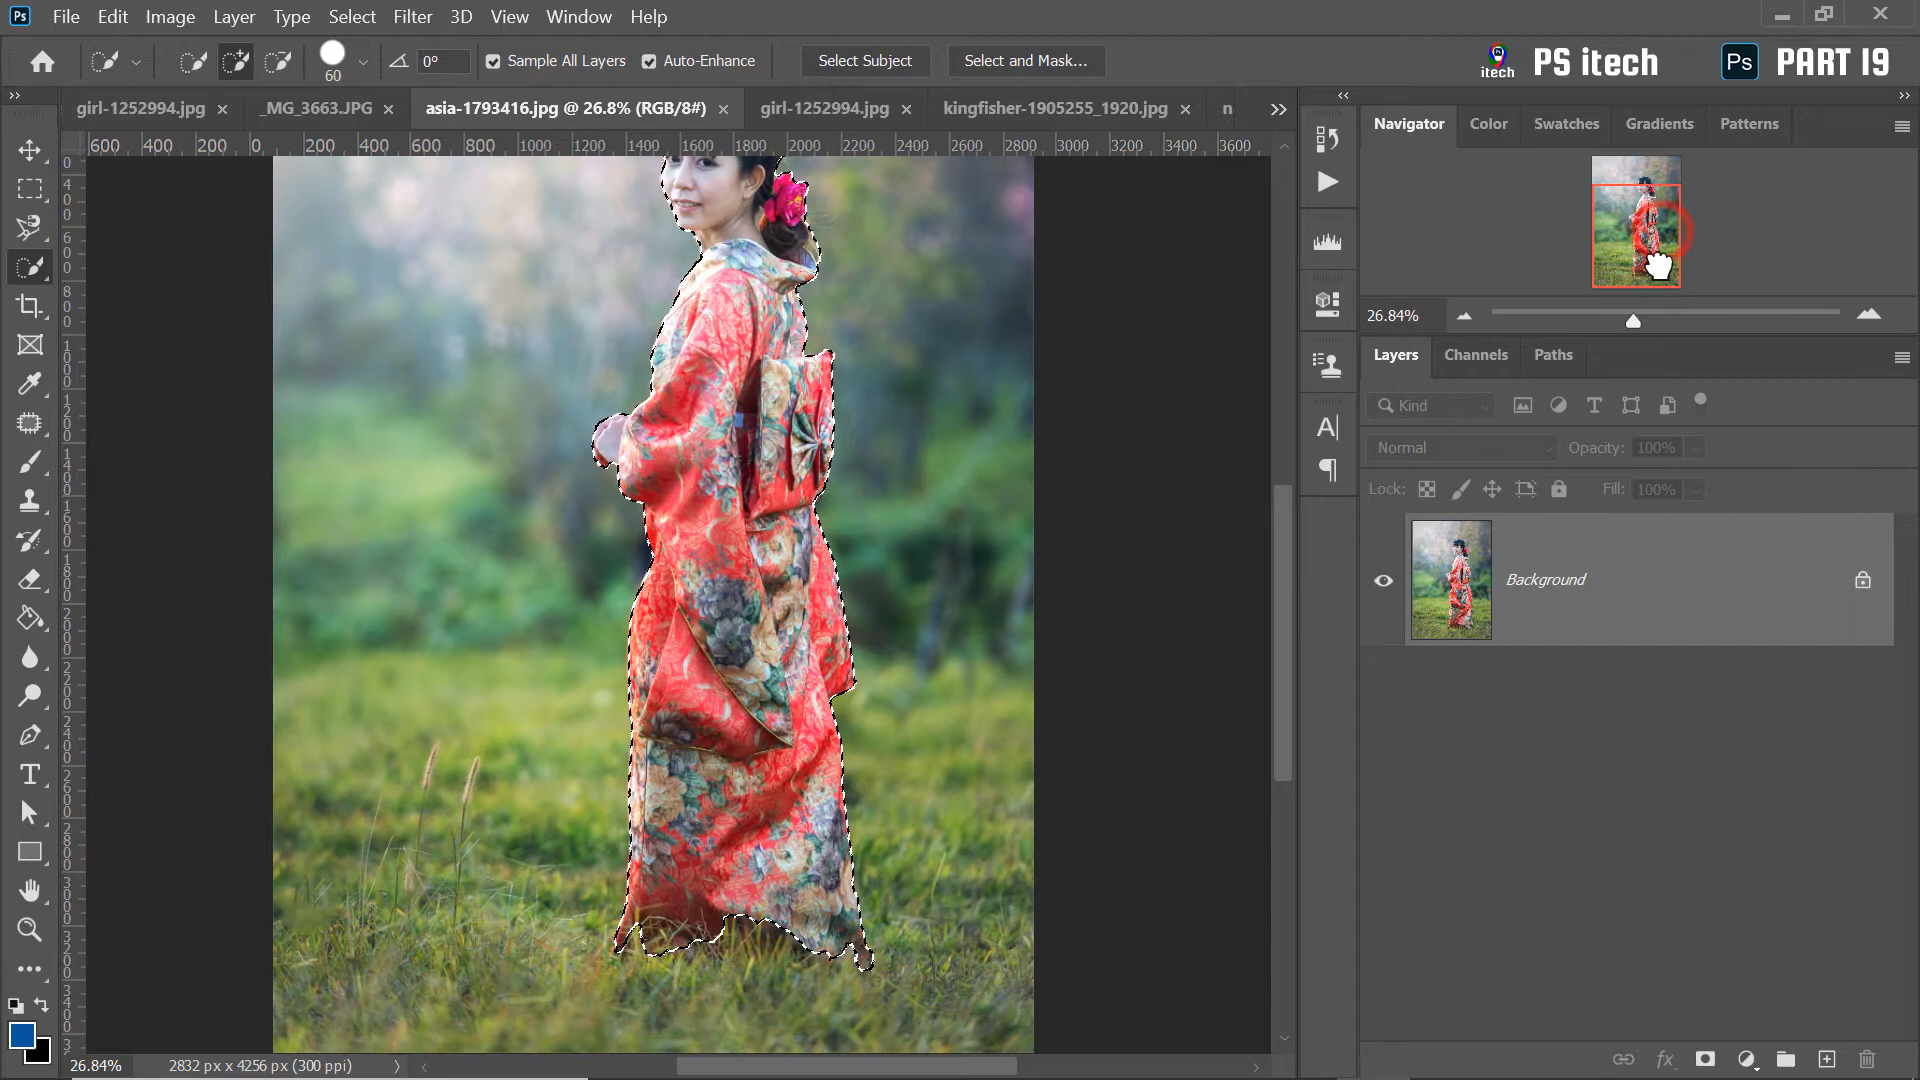 Ps File Edit Image Layer Type Select Filter 3D View Window Help
60 0° Sample All Layers Auto-Enhance Select Subject Select and Mask... itech PS itech Ps PART 19
girl-1252994.jpg × _MG_3663.JPG × asia-1793416.jpg @ 26.8% (RGB/8#) × girl-1252994.jpg × kingfisher-1905255_1920.jpg × n
600 400 200 0 200 400 600 800 1000 1200 1400 1600 1800 2000 2200 2400 2600 2800 3000 3200 3400 3600
Navigator Color Swatches Gradients Patterns
26.84%
Layers Channels Paths
Kind
Normal Opacity: 100%
Lock: Fill: 100%
Background
26.84% 2832 px x 4256 px (300 ppi)